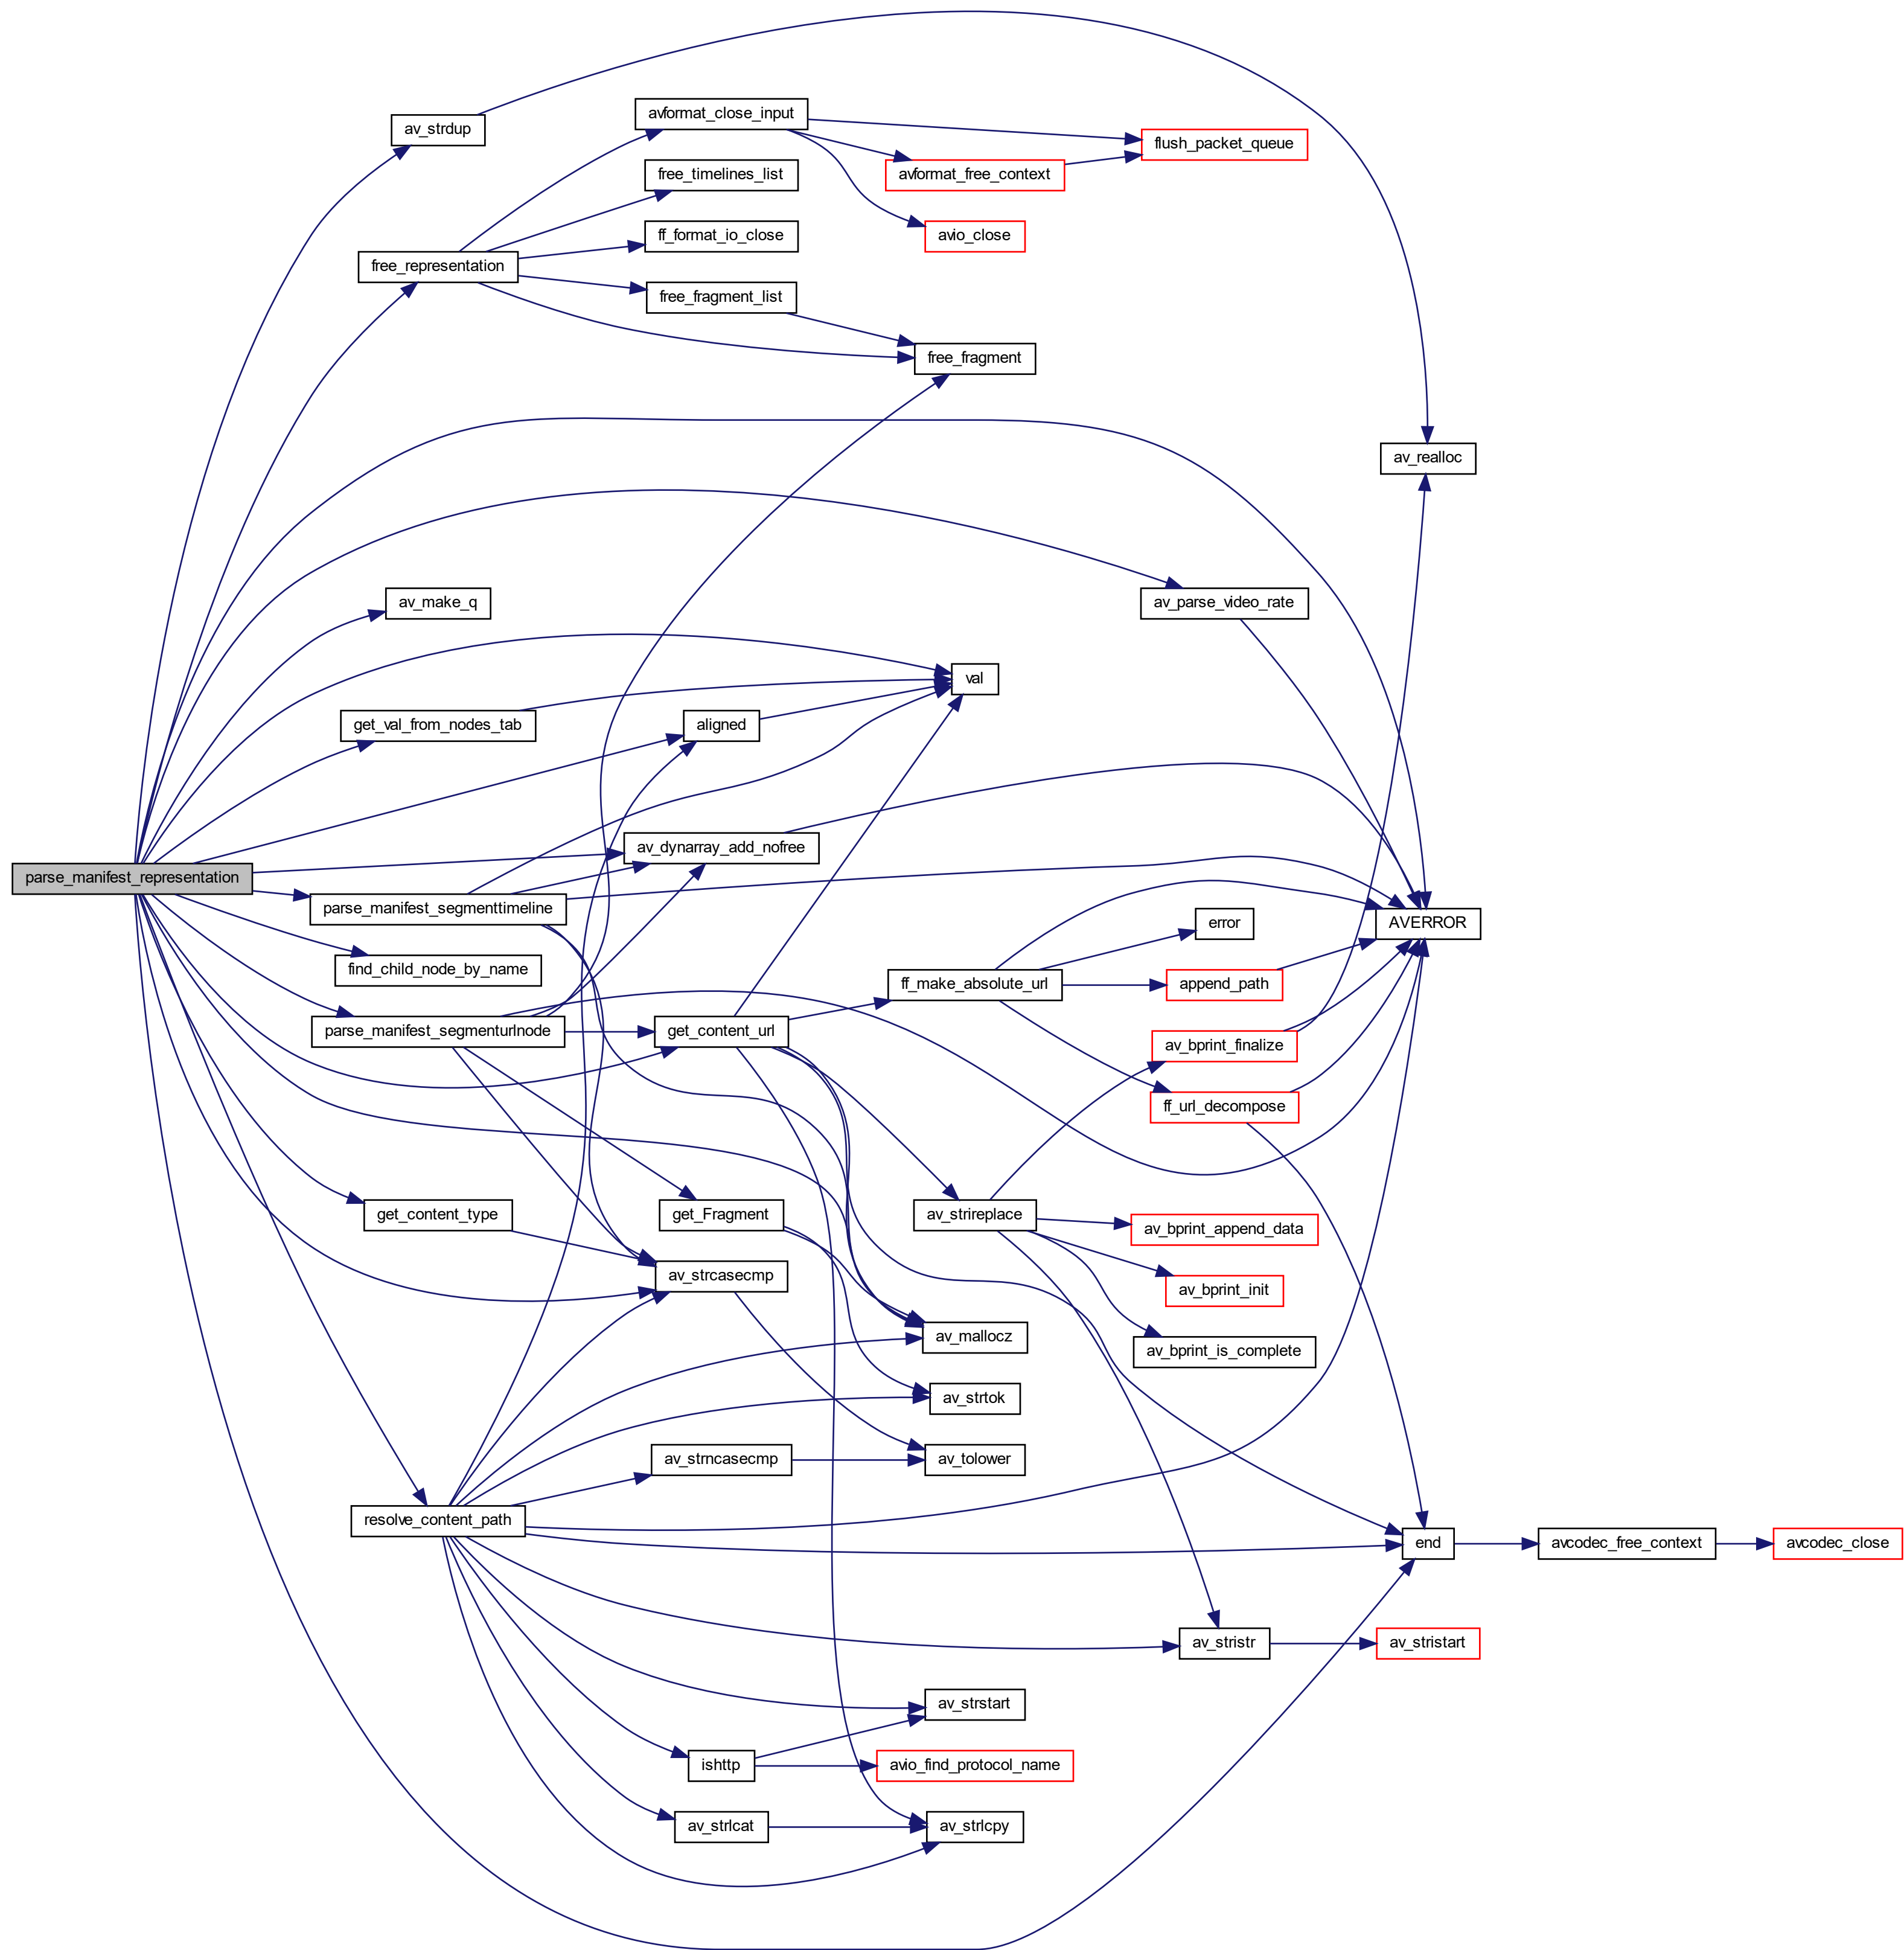 av_strdup
avformat_close_input
flush_packet_queue
free_timelines_list
avformat_free_context
ff_format_io_close
avio_close
free_representation
free_fragment_list
free_fragment
av_realloc
av_make_q
av_parse_video_rate
val
get_val_from_nodes_tab
aligned
av_dynarray_add_nofree
parse_manifest_representation
parse_manifest_segmenttimeline
error
AVERROR
find_child_node_by_name
ff_make_absolute_url
append_path
parse_manifest_segmenturlnode
get_content_url
av_bprint_finalize
ff_url_decompose
get_content_type
get_Fragment
av_strireplace
av_bprint_append_data
av_strcasecmp
av_bprint_init
av_mallocz
av_bprint_is_complete
av_strtok
av_strncasecmp
av_tolower
resolve_content_path
end
avcodec_free_context
avcodec_close
av_stristr
av_stristart
av_strstart
ishttp
avio_find_protocol_name
av_strlcat
av_strlcpy